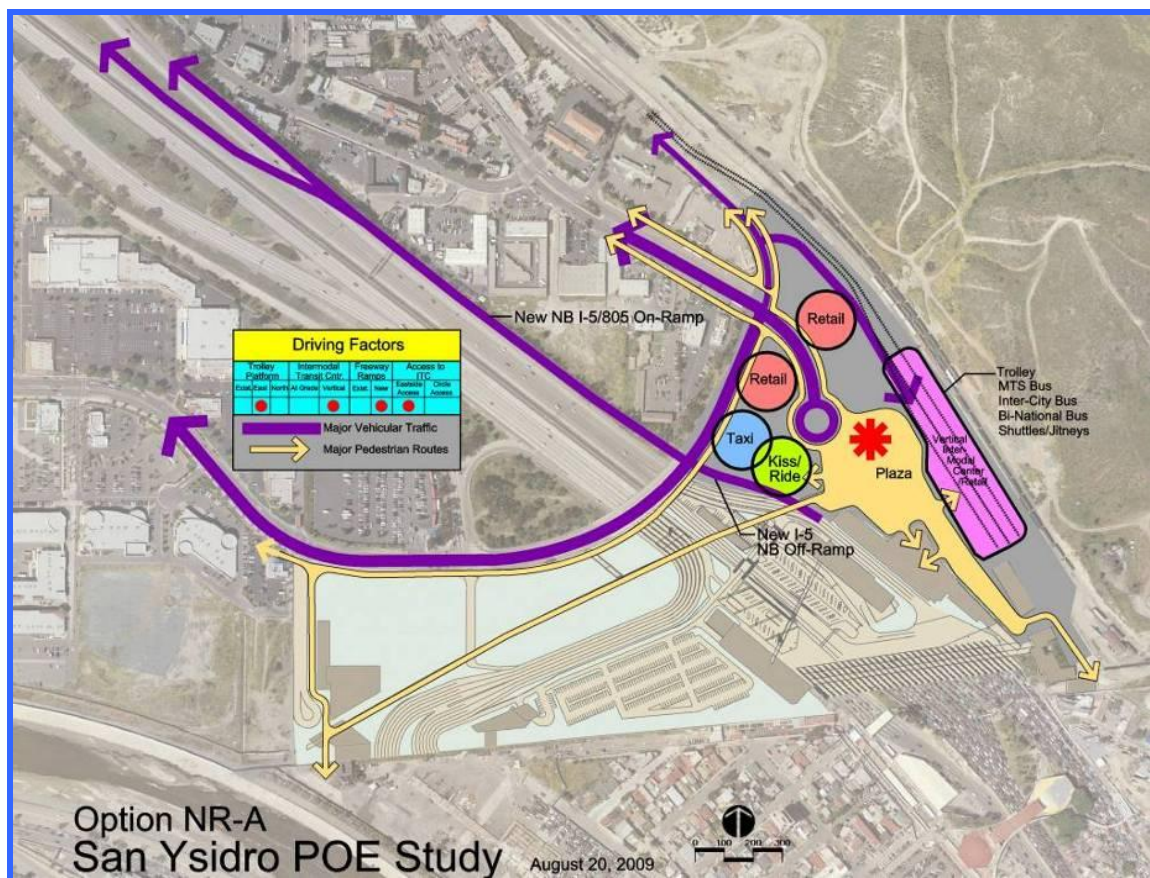 New NB I-5/805 On-Ramp
Driving Factors
Trolley Platform
Intermodal Transit Cntr.
Freeway Ramps
Access to ITC
Exist.
East
North
At Grade
Vertical
Exist.
New
Eastside Access
Circle Access
Major Vehicular Traffic
Major Pedestrian Routes
Retail
Retail
Taxi
Kiss/
Ride
Plaza
Vertical
Inter-
Modal
Center
/Retail
Trolley
MTS Bus
Inter-City Bus
Bi-National Bus
Shuttles/Jitneys
New I-5
NB Off-Ramp
Option NR-A
San Ysidro POE Study
August 20, 2009
0 100 200 300